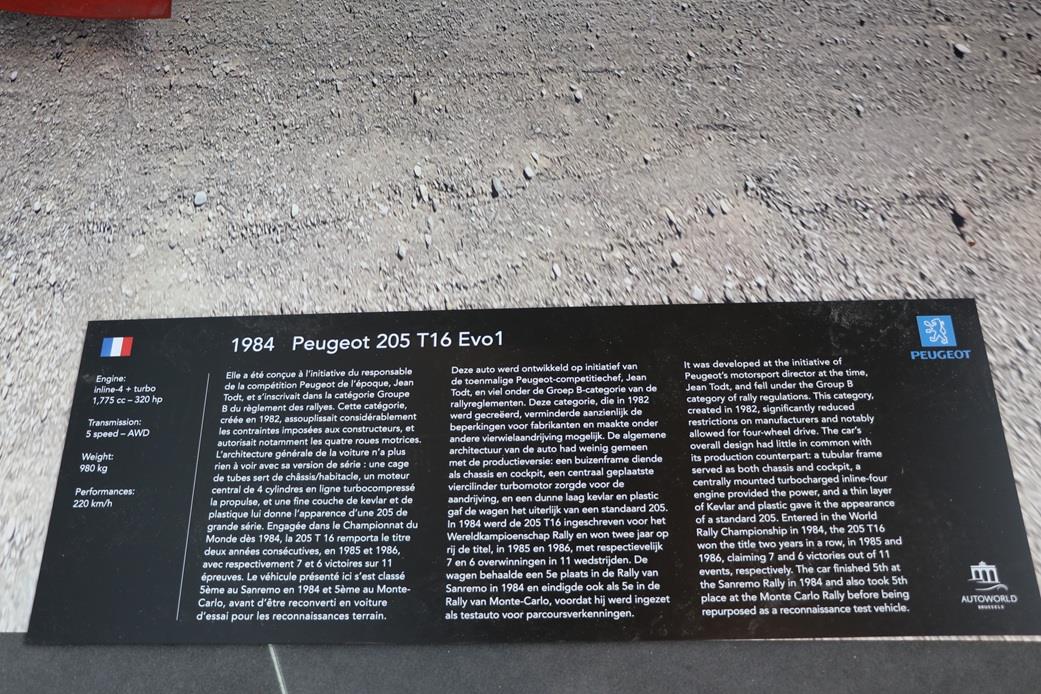 1984 Peugeot 205 T16 Evo1
PEUGEOT
Engine:
inline-4 + turbo
1,775 cc – 320 hp
Transmission:
5 speed – AWD
Weight:
980 kg
Performances:
220 km/h
Elle a été conçue à l'initiative du responsable
de la compétition Peugeot de l'époque, Jean
Todt, et s'inscrivait dans la catégorie Groupe
B du règlement des rallyes. Cette catégorie,
créée en 1982, assouplissait considérablement
les contraintes imposées aux constructeurs, et
autorisait notamment les quatre roues motrices.
L'architecture générale de la voiture n'a plus
rien à voir avec sa version de série : une cage
de tubes sert de châssis/habitacle, un moteur
central de 4 cylindres en ligne turbocompressé
la propulse, et une fine couche de kevlar et de
plastique lui donne l'apparence d'une 205 de
grande série. Engagée dans le Championnat du
Monde dès 1984, la 205 T 16 remporta le titre
deux années consécutives, en 1985 et 1986,
avec respectivement 7 et 6 victoires sur 11
épreuves. Le véhicule présenté ici s'est classé
5ème au Sanremo en 1984 et 5ème au Monte-
Carlo, avant d'être reconverti en voiture
d'essai pour les reconnaissances terrain.
Deze auto werd ontwikkeld op initiatief van
de toenmalige Peugeot-competitiechef, Jean
Todt, en viel onder de Groep B-categorie van de
rallyreglementen. Deze categorie, die in 1982
werd gecreëerd, verminderde aanzienlijk de
beperkingen voor fabrikanten en maakte onder
andere vierwielaandrijving mogelijk. De algemene
architectuur van de auto had weinig gemeen
met de productieversie: een buizenframe diende
als chassis en cockpit, een centraal geplaatste
viercilinder turbomotor zorgde voor de
aandrijving, en een dunne laag kevlar en plastic
gaf de wagen het uiterlijk van een standaard 205.
In 1984 werd de 205 T16 ingeschreven voor het
Wereldkampioenschap Rally en won twee jaar op
rij de titel, in 1985 en 1986, met respectievelijk
7 en 6 overwinningen in 11 wedstrijden. De
wagen behaalde een 5e plaats in de Rally van
Sanremo in 1984 en eindigde ook als 5e in de
Rally van Monte-Carlo, voordat hij werd ingezet
als testauto voor parcoursverkenningen.
It was developed at the initiative of
Peugeot's motorsport director at the time,
Jean Todt, and fell under the Group B
category of rally regulations. This category,
created in 1982, significantly reduced
restrictions on manufacturers and notably
allowed for four-wheel drive. The car's
overall design had little in common with
its production counterpart: a tubular frame
served as both chassis and cockpit, a
centrally mounted turbocharged inline-four
engine provided the power, and a thin layer
of Kevlar and plastic gave it the appearance
of a standard 205. Entered in the World
Rally Championship in 1984, the 205 T16
won the title two years in a row, in 1985 and
1986, claiming 7 and 6 victories out of 11
events, respectively. The car finished 5th at
the Sanremo Rally in 1984 and also took 5th
place at the Monte Carlo Rally before being
repurposed as a reconnaissance test vehicle.
AUTOWORLD
BRUSSELS